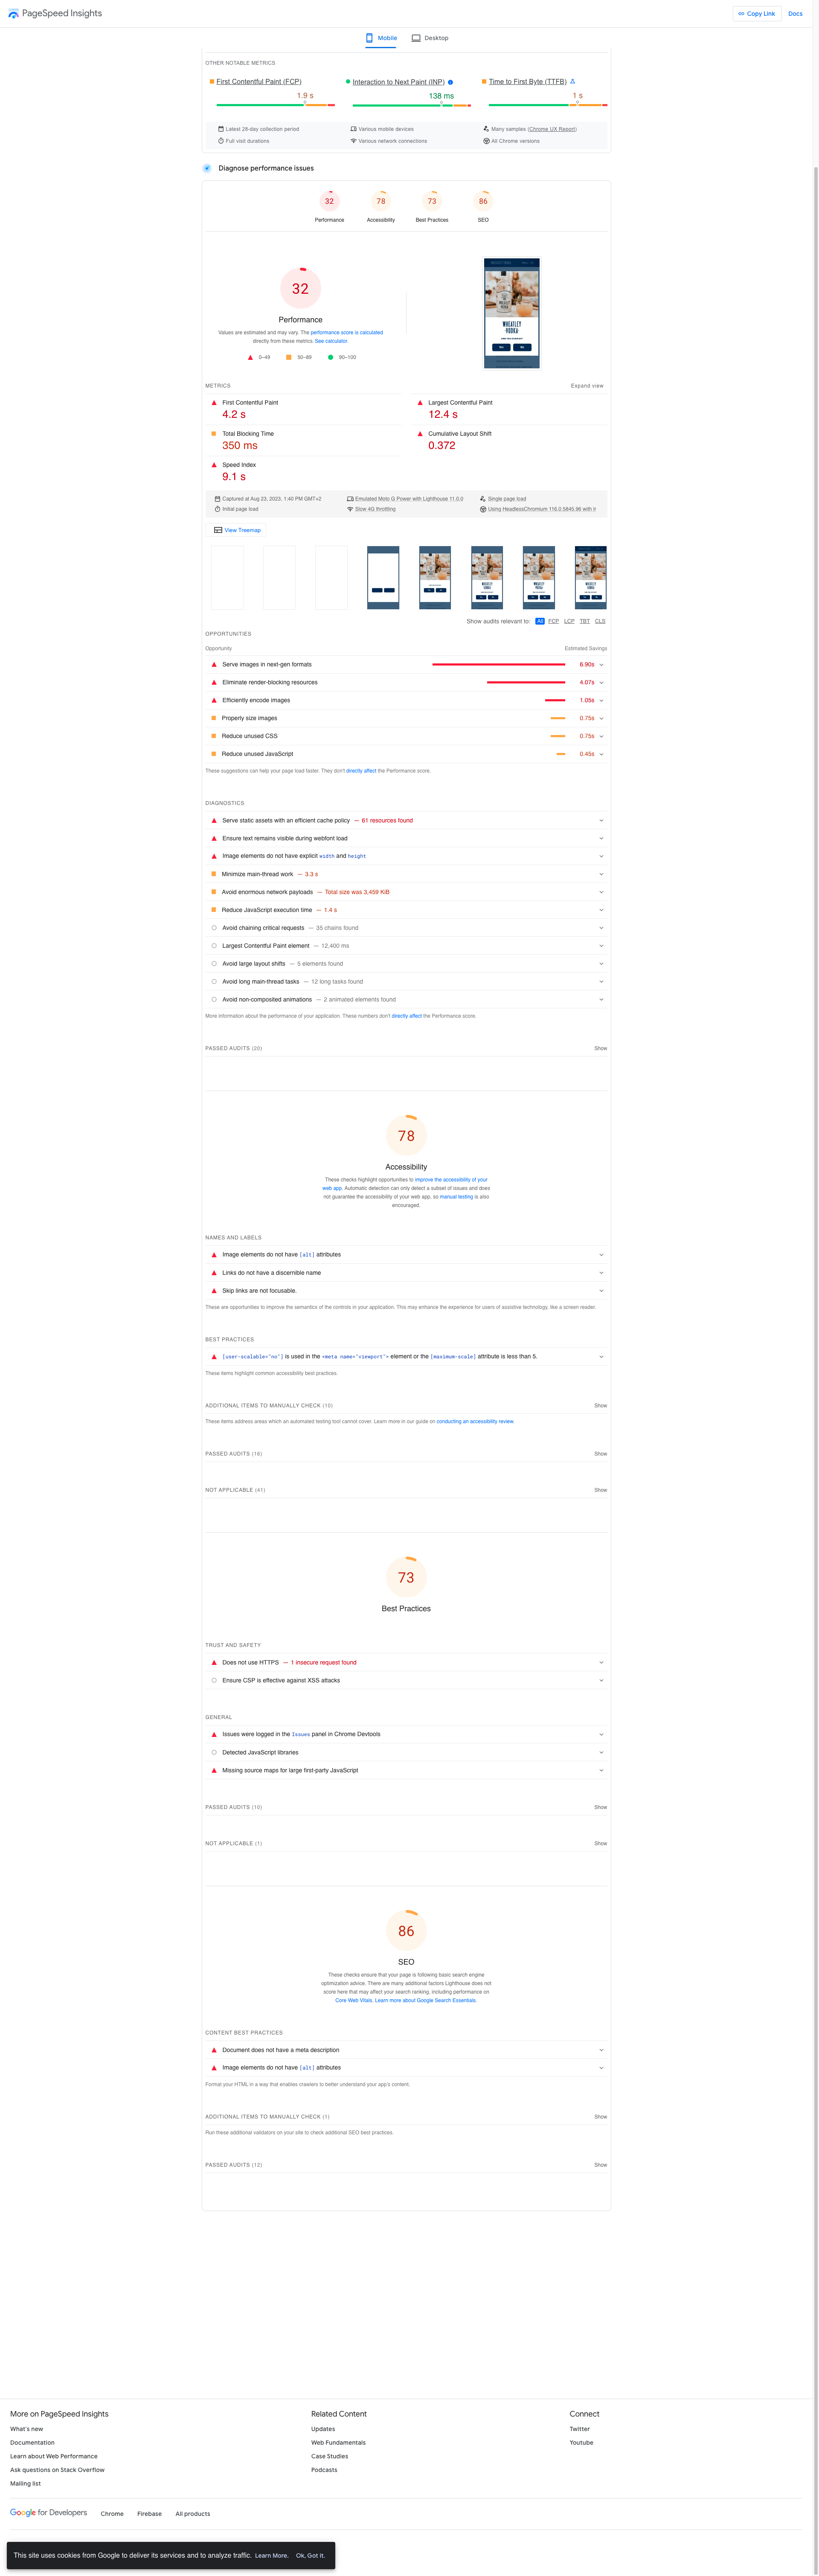 PageSpeed Insights
Copy Link
Docs
Mobile
Desktop
OTHER NOTABLE METRICS
First Contentful Paint (FCP)
1.9 s
Interaction to Next Paint (INP)
138 ms
Time to First Byte (TTFB)
1 s
Latest 28-day collection period
Various mobile devices
Many samples (Chrome UX Report)
Full visit durations
Various network connections
All Chrome versions
Diagnose performance issues
32
78
73
86
Performance
Accessibility
Best Practices
SEO
32
Performance
Values are estimated and may vary. The performance score is calculated
directly from these metrics. See calculator.
0–49
50–89
90–100
WHEATLEY
VODKA
METRICS
Expand view
First Contentful Paint
4.2 s
Largest Contentful Paint
12.4 s
Total Blocking Time
350 ms
Cumulative Layout Shift
0.372
Speed Index
9.1 s
Captured at Aug 23, 2023, 1:40 PM GMT+2
Emulated Moto G Power with Lighthouse 11.0.0
Single page load
Initial page load
Slow 4G throttling
Using HeadlessChromium 116.0.5845.96 with lr
View Treemap
Show audits relevant to: All FCP LCP TBT CLS
OPPORTUNITIES
Opportunity
Estimated Savings
Serve images in next-gen formats
6.90s
Eliminate render-blocking resources
4.07s
Efficiently encode images
1.05s
Properly size images
0.75s
Reduce unused CSS
0.75s
Reduce unused JavaScript
0.45s
These suggestions can help your page load faster. They don't directly affect the Performance score.
DIAGNOSTICS
Serve static assets with an efficient cache policy — 61 resources found
Ensure text remains visible during webfont load
Image elements do not have explicit width and height
Minimize main-thread work — 3.3 s
Avoid enormous network payloads — Total size was 3,459 KiB
Reduce JavaScript execution time — 1.4 s
Avoid chaining critical requests — 35 chains found
Largest Contentful Paint element — 12,400 ms
Avoid large layout shifts — 5 elements found
Avoid long main-thread tasks — 12 long tasks found
Avoid non-composited animations — 2 animated elements found
More information about the performance of your application. These numbers don't directly affect the Performance score.
PASSED AUDITS (20)
Show
78
Accessibility
These checks highlight opportunities to improve the accessibility of your
web app. Automatic detection can only detect a subset of issues and does
not guarantee the accessibility of your web app, so manual testing is also
encouraged.
NAMES AND LABELS
Image elements do not have [alt] attributes
Links do not have a discernible name
Skip links are not focusable.
These are opportunities to improve the semantics of the controls in your application. This may enhance the experience for users of assistive technology, like a screen reader.
BEST PRACTICES
[user-scalable="no"] is used in the <meta name="viewport"> element or the [maximum-scale] attribute is less than 5.
These items highlight common accessibility best practices.
ADDITIONAL ITEMS TO MANUALLY CHECK (10)
Show
These items address areas which an automated testing tool cannot cover. Learn more in our guide on conducting an accessibility review.
PASSED AUDITS (16)
Show
NOT APPLICABLE (41)
Show
73
Best Practices
TRUST AND SAFETY
Does not use HTTPS — 1 insecure request found
Ensure CSP is effective against XSS attacks
GENERAL
Issues were logged in the Issues panel in Chrome Devtools
Detected JavaScript libraries
Missing source maps for large first-party JavaScript
PASSED AUDITS (10)
Show
NOT APPLICABLE (1)
Show
86
SEO
These checks ensure that your page is following basic search engine
optimization advice. There are many additional factors Lighthouse does not
score here that may affect your search ranking, including performance on
Core Web Vitals. Learn more about Google Search Essentials.
CONTENT BEST PRACTICES
Document does not have a meta description
Image elements do not have [alt] attributes
Format your HTML in a way that enables crawlers to better understand your app's content.
ADDITIONAL ITEMS TO MANUALLY CHECK (1)
Show
Run these additional validators on your site to check additional SEO best practices.
PASSED AUDITS (12)
Show
More on PageSpeed Insights
What's new
Documentation
Learn about Web Performance
Ask questions on Stack Overflow
Mailing list
Related Content
Updates
Web Fundamentals
Case Studies
Podcasts
Connect
Twitter
Youtube
Google for Developers
Chrome
Firebase
All products
This site uses cookies from Google to deliver its services and to analyze traffic. Learn More. Ok, Got it.